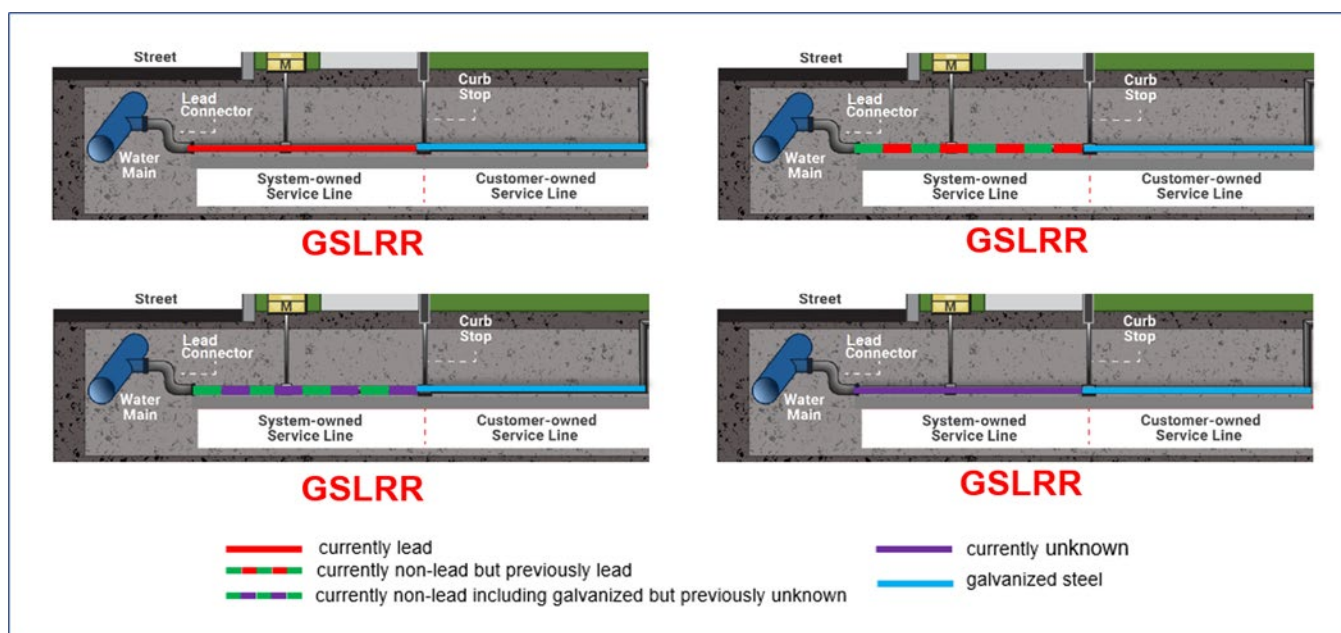 Street
M
Curb
Stop
Lead
Connector
Water
Main
System-owned
Service Line
Customer-owned
Service Line
GSLRR
Street
M
Curb
Stop
Lead
Connector
Water
Main
System-owned
Service Line
Customer-owned
Service Line
GSLRR
Street
M
Curb
Stop
Lead
Connector
Water
Main
System-owned
Service Line
Customer-owned
Service Line
GSLRR
Street
M
Curb
Stop
Lead
Connector
Water
Main
System-owned
Service Line
Customer-owned
Service Line
GSLRR
currently lead
currently non-lead but previously lead
currently non-lead including galvanized but previously unknown
currently unknown
galvanized steel